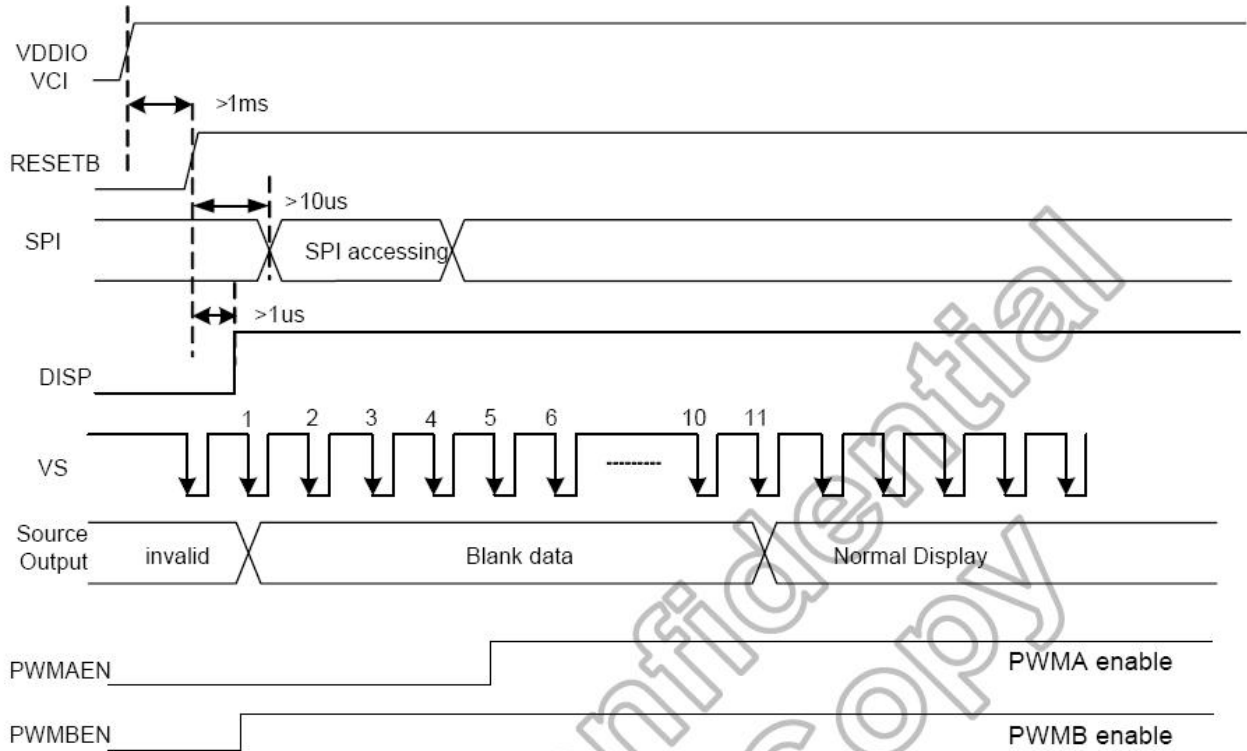 VDDIO
VCI
>1ms
RESETB
>10us
SPI
SPI accessing
>1us
DISP
1 2 3 4 5 6 10 11
VS
Source
Output
invalid
Blank data
Normal Display
PWMAEN
PWMA enable
PWMBEN
PWMB enable
onfidential
Copy